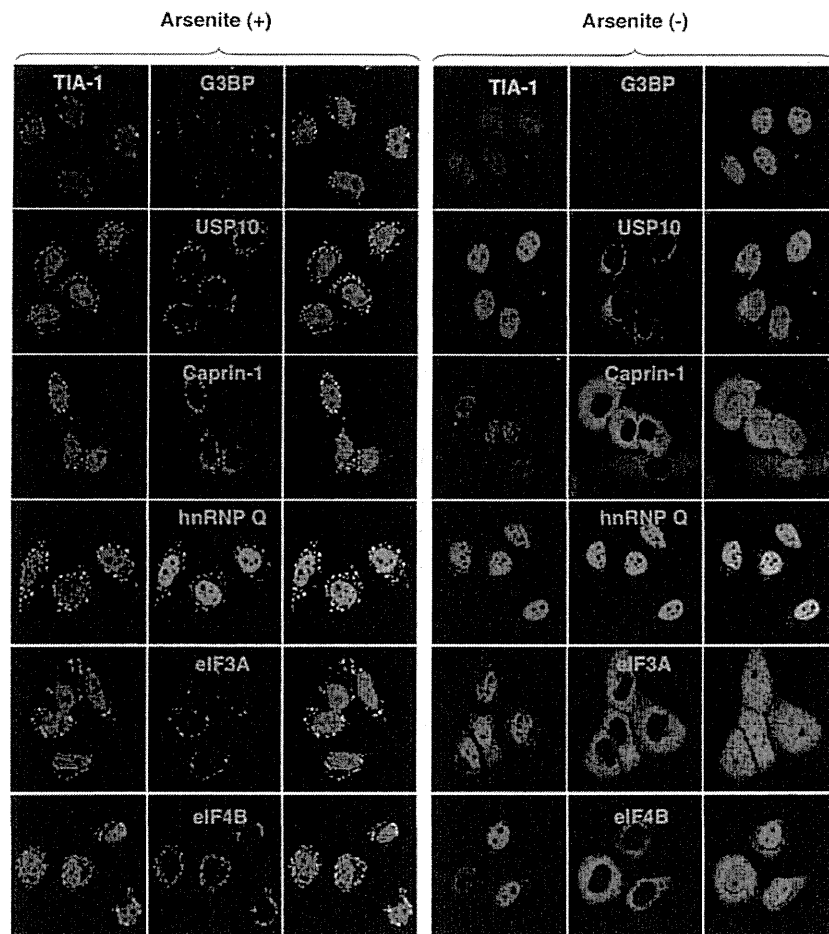 Arsenite (+) Arsenite (-)
TIA-1 G3BP TIA-1 G3BP
USP10 USP10
Caprin-1 Caprin-1
hnRNP Q hnRNP Q
eIF3A eIF3A
eIF4B eIF4B